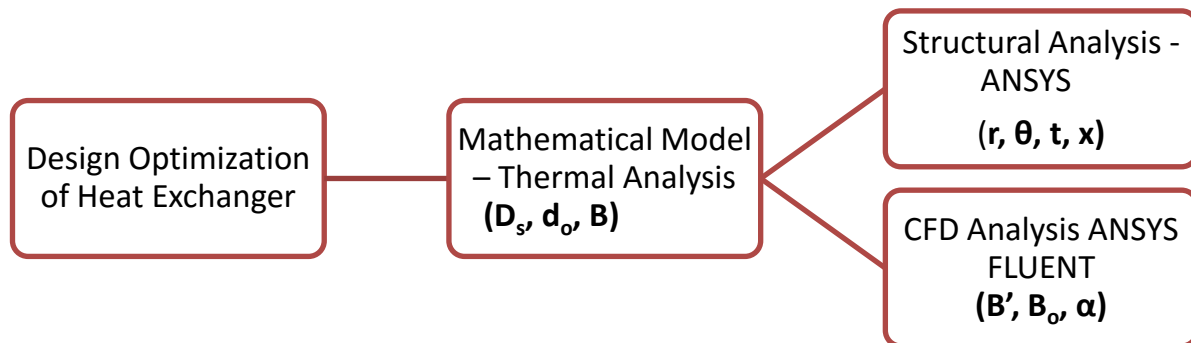 Design Optimization
of Heat Exchanger
Mathematical Model
– Thermal Analysis
(Dₛ, dₒ, B)
Structural Analysis -
ANSYS
(r, θ, t, x)
CFD Analysis ANSYS
FLUENT
(B’, Bₒ, α)